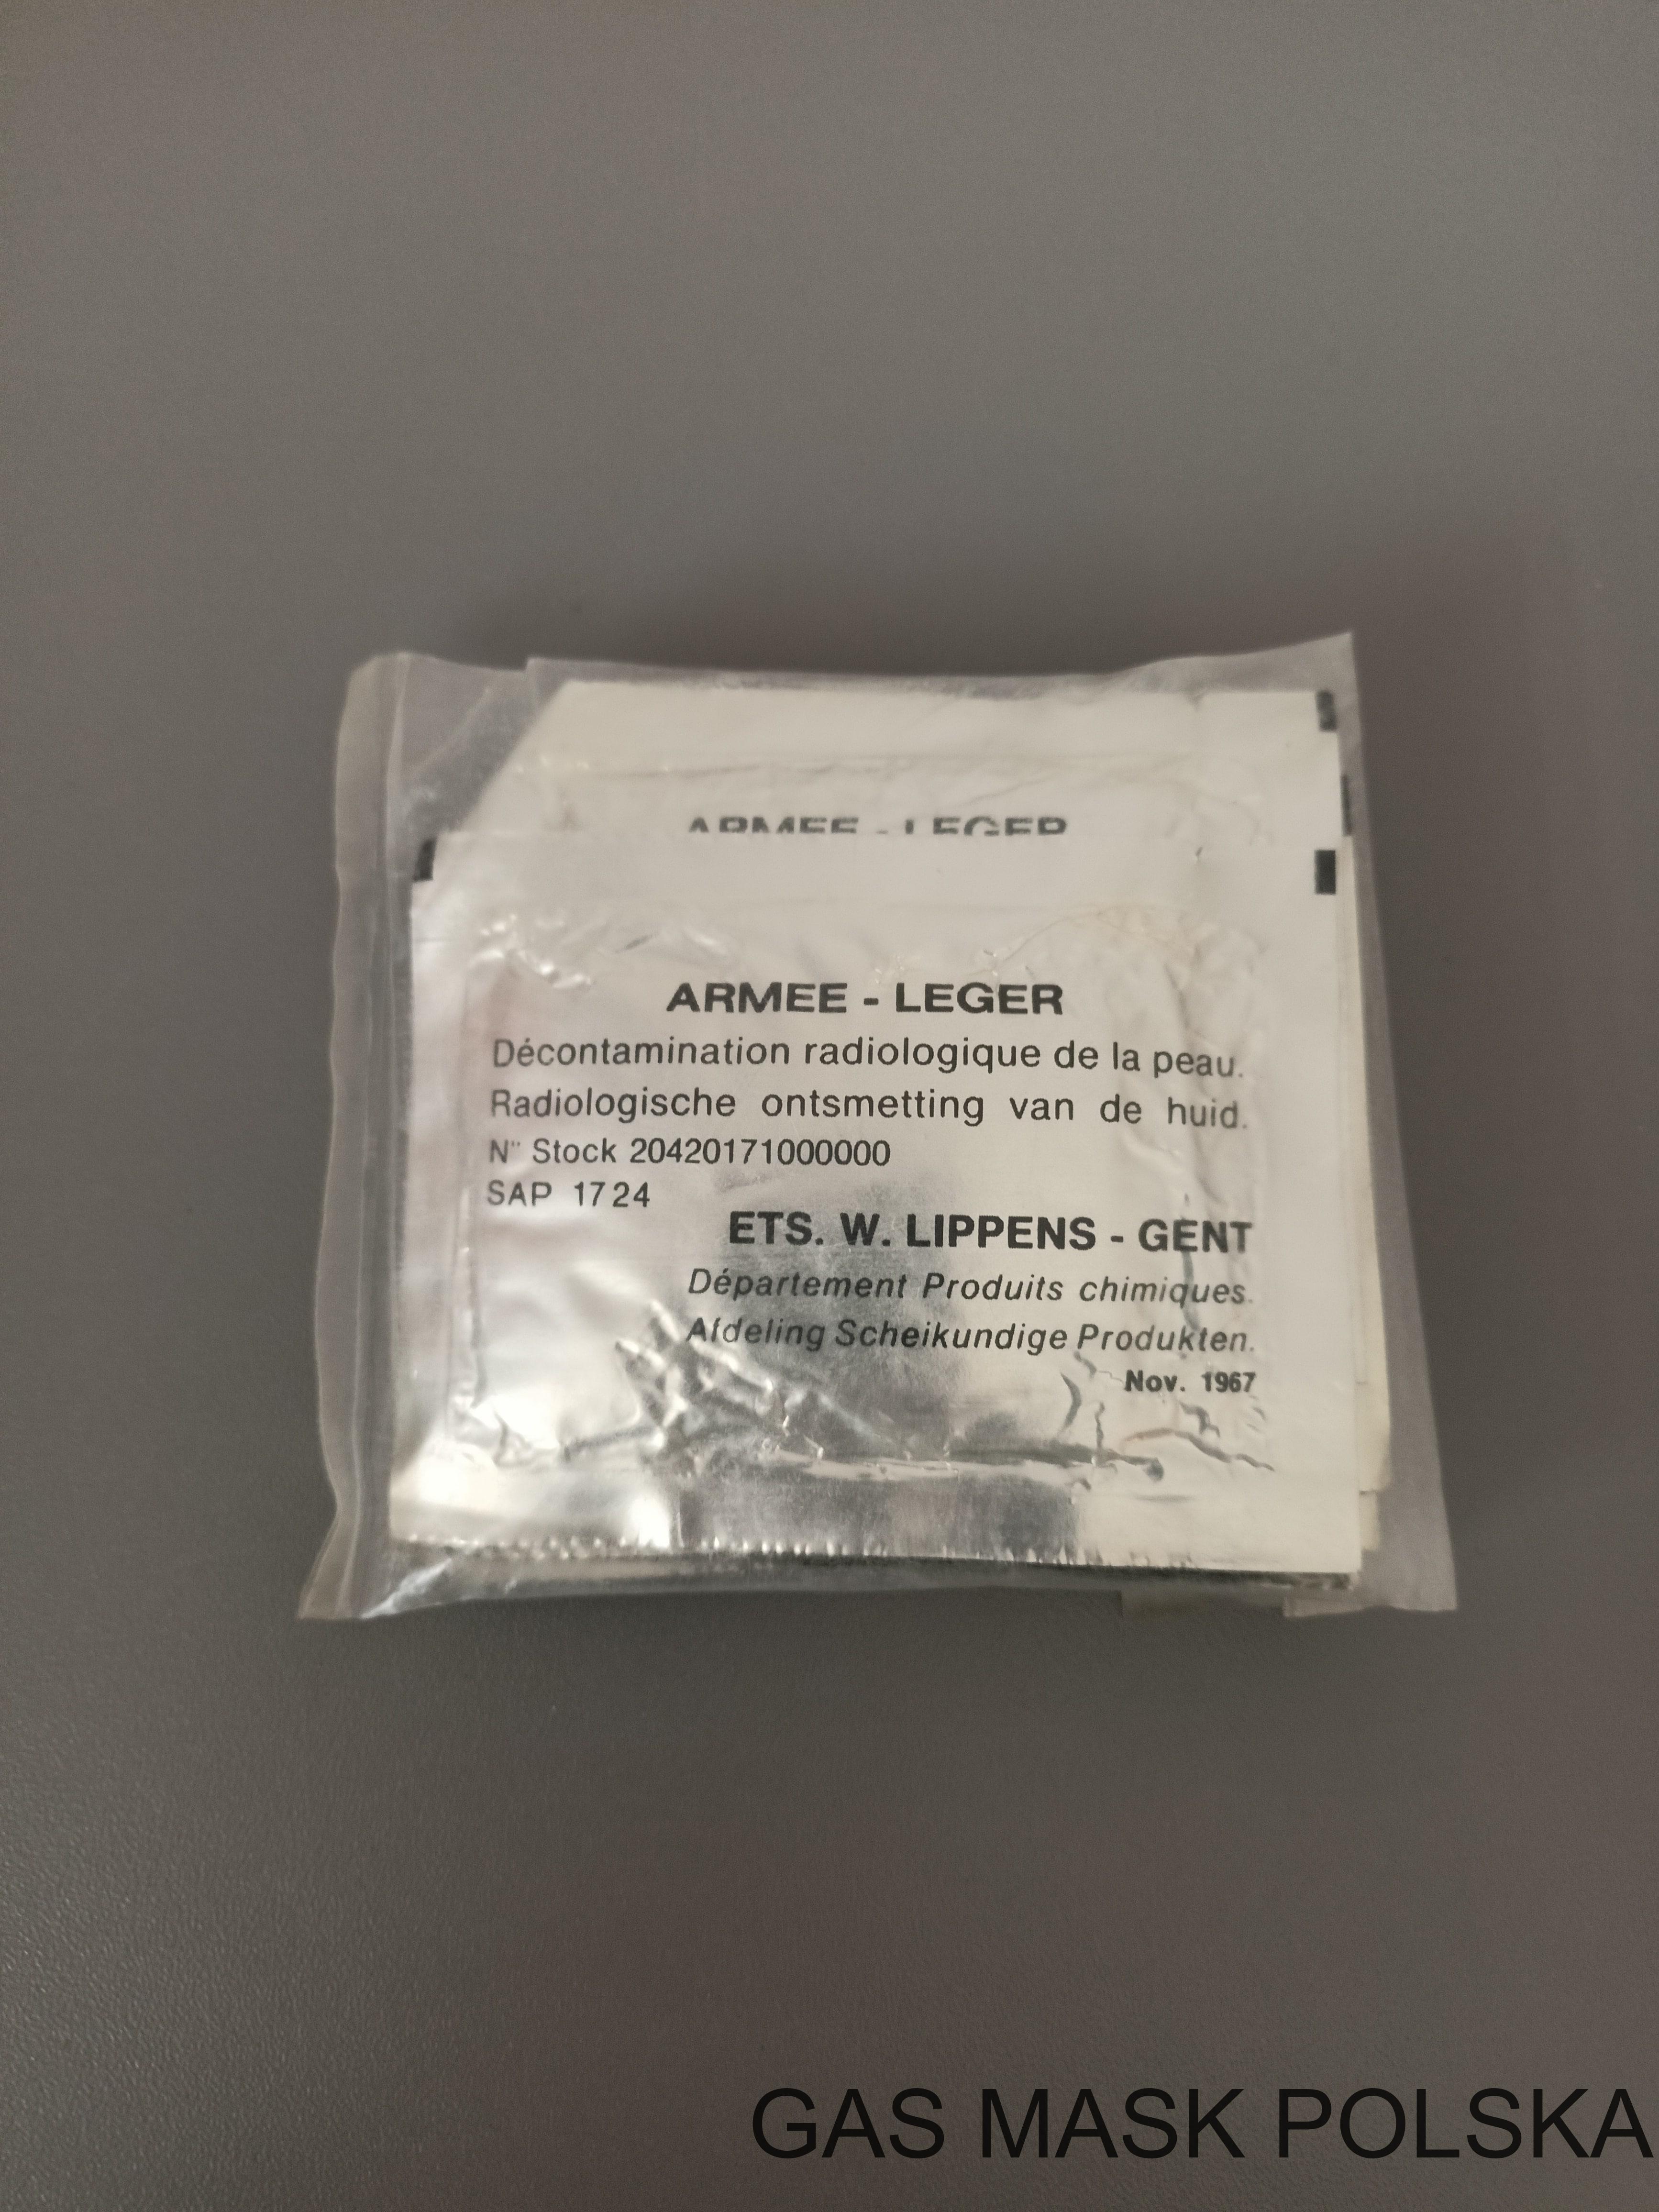 ARMEE - LEGER
ARMEE - LEGER
Décontamination radiologique de la peau.
Radiologische ontsmetting van de huid.
N" Stock 20420171000000
SAP 1724
ETS. W. LIPPENS - GENT
Département Produits chimiques.
Afdeling Scheikundige Produkten.
Nov. 1967
GAS MASK POLSKA